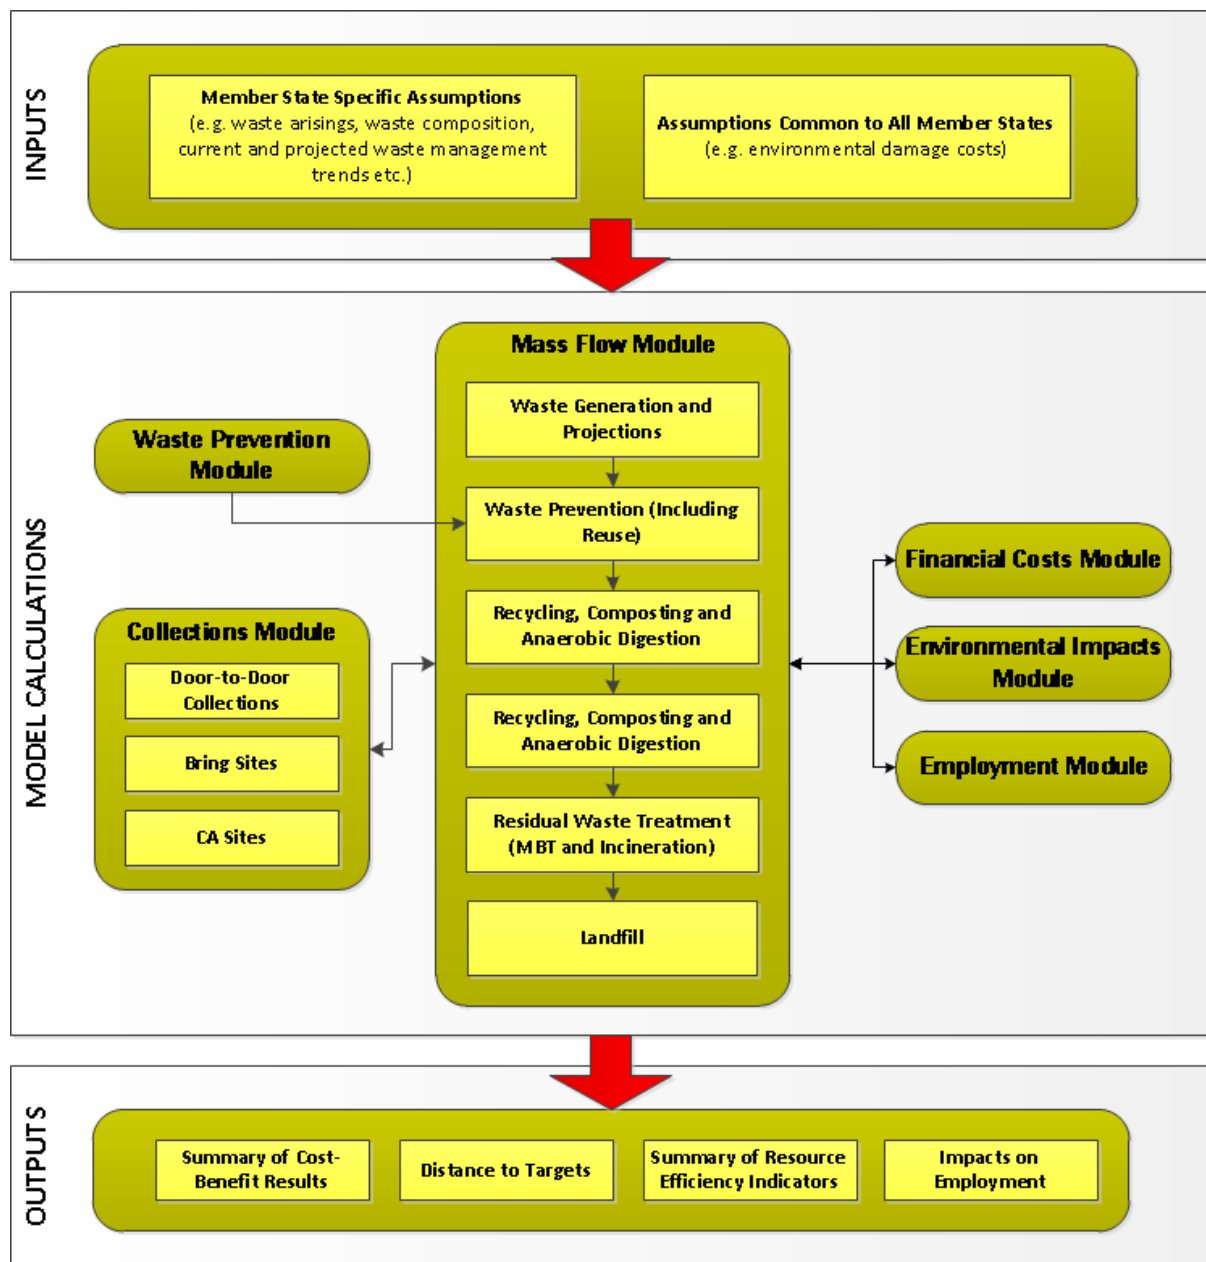 INPUTS
Member State Specific Assumptions
(e.g. waste arisings, waste composition,
current and projected waste management
trends etc.)
Assumptions Common to All Member States
(e.g. environmental damage costs)
MODEL CALCULATIONS
Waste Prevention
Module
Collections Module
Door-to-Door
Collections
Bring Sites
CA Sites
Mass Flow Module
Waste Generation and
Projections
Waste Prevention (Including
Reuse)
Recycling, Composting and
Anaerobic Digestion
Recycling, Composting and
Anaerobic Digestion
Residual Waste Treatment
(MBT and Incineration)
Landfill
Financial Costs Module
Environmental Impacts
Module
Employment Module
OUTPUTS
Summary of Cost-
Benefit Results
Distance to Targets
Summary of Resource
Efficiency Indicators
Impacts on
Employment